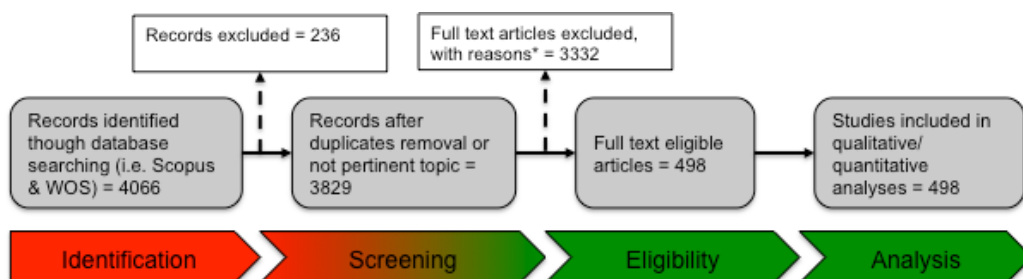 Records excluded = 236
Full text articles excluded,
with reasons* = 3332
Records identified
though database
searching (i.e. Scopus
& WOS) = 4066
Records after
duplicates removal or
not pertinent topic =
3829
Full text eligible
articles = 498
Studies included in
qualitative/
quantitative
analyses = 498
Identification
Screening
Eligibility
Analysis